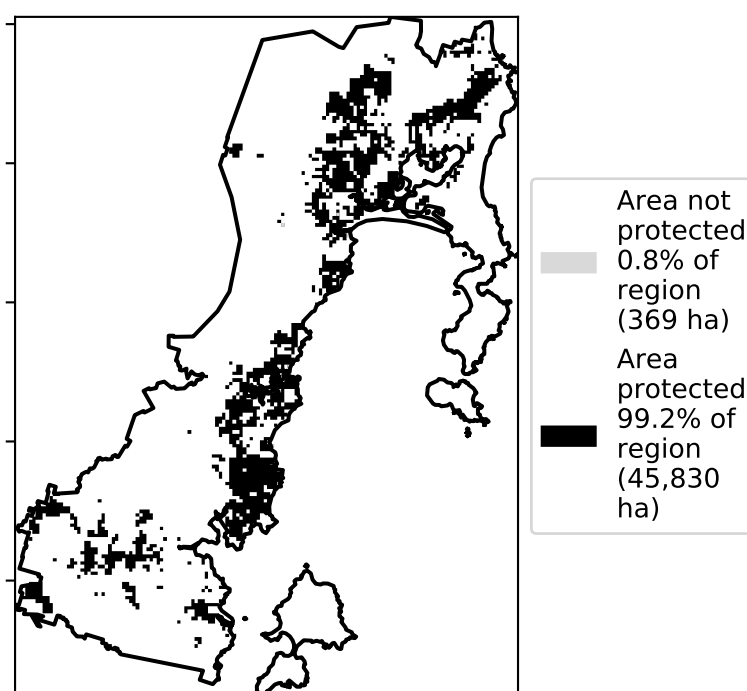 Area not
protected
0.8% of
region
(369 ha)
Area
protected
99.2% of
region
(45,830
ha)